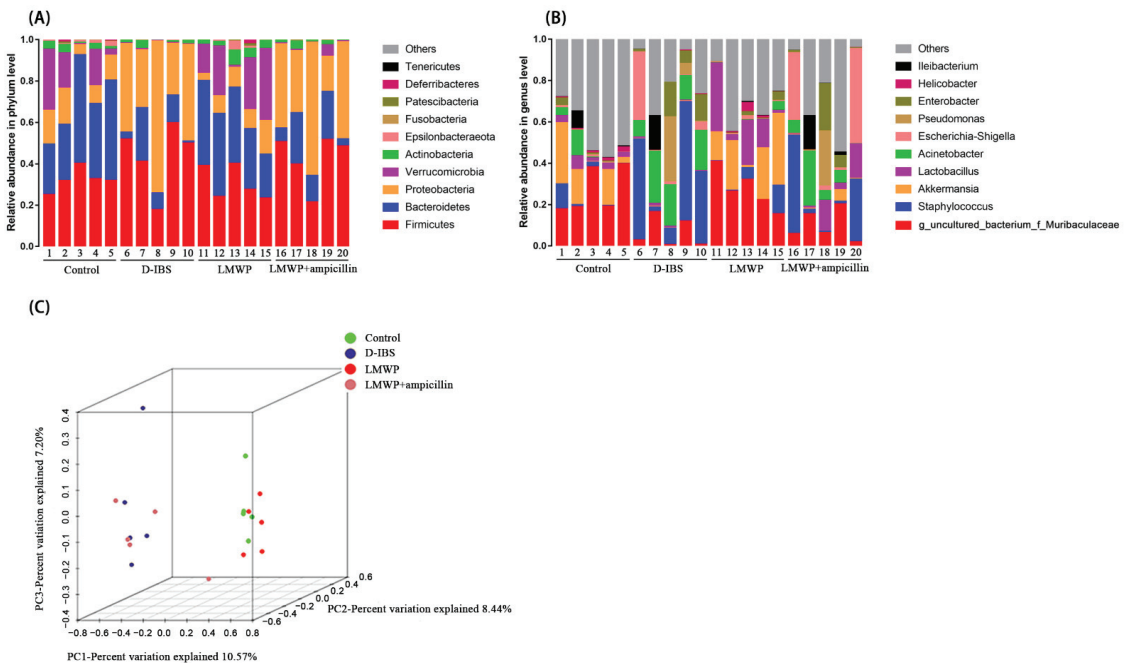 (A)
Relative abundance in phylum level
1.0
0.8
0.6
0.4
0.2
0.0
1 2 3 4 5 6 7 8 9 10 11 12 13 14 15 16 17 18 19 20
Control D-IBS LMWP LMWP+ampicillin
Others
Tenericutes
Deferribacteres
Patescibacteria
Fusobacteria
Epsilonbacteraeota
Actinobacteria
Verrucomicrobia
Proteobacteria
Bacteroidetes
Firmicutes
(B)
Relative abundance in genus level
1.0
0.8
0.6
0.4
0.2
0.0
1 2 3 4 5 6 7 8 9 10 11 12 13 14 15 16 17 18 19 20
Control D-IBS LMWP LMWP+ampicillin
Others
Ileibacterium
Helicobacter
Enterobacter
Pseudomonas
Escherichia-Shigella
Acinetobacter
Lactobacillus
Akkermansia
Staphylococcus
g_uncultured_bacterium_f_Muribaculaceae
(C)
Control
D-IBS
LMWP
LMWP+ampicillin
PC3-Percent vatiation explained 7.20%
0.4
0.3
0.2
0.1
0.0
−0.1
−0.2
−0.3
−0.4
−0.8 −0.6 −0.4 −0.2 0.0 0.2 0.4 0.6 0.8
PC1-Percent variation explained 10.57%
−0.6
−0.4
−0.2
0.0
0.2
0.4
0.6
PC2-Percent variation explained 8.44%